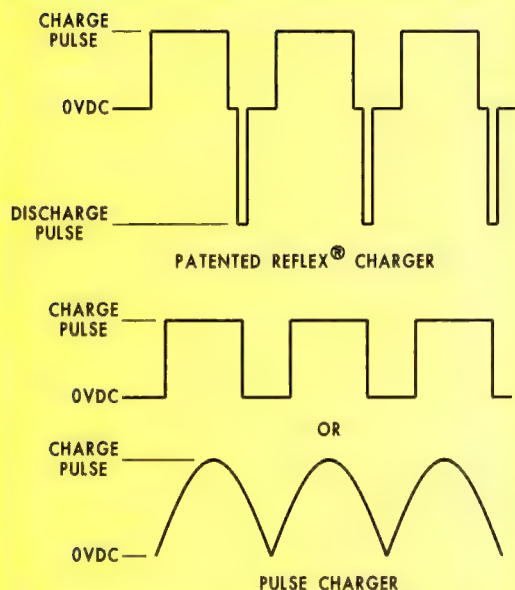 CHARGE
PULSE
0VDC
DISCHARGE
PULSE
PATENTED REFLEX® CHARGER
CHARGE
PULSE
0VDC
OR
CHARGE
PULSE
0VDC
PULSE CHARGER